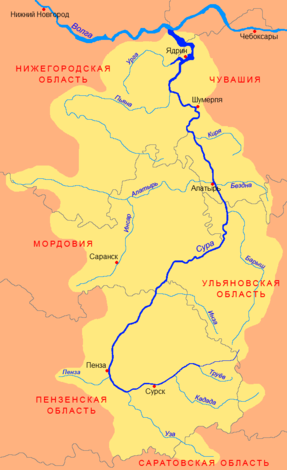 Нижний Новгород
Волга
Чебоксары
Ядрин
Урга
НИЖЕГОРОДСКАЯ
ОБЛАСТЬ
ЧУВАШИЯ
Пьяна
Шумерля
Киря
Алатырь
Бездна
Алатырь
Инсар
Сура
МОРДОВИЯ
Саранск
Барыш
УЛЬЯНОВСКАЯ
ОБЛАСТЬ
Инза
Пенза
Пенза
Труёв
Сурск
Кадада
ПЕНЗЕНСКАЯ
ОБЛАСТЬ
Уза
САРАТОВСКАЯ ОБЛАСТЬ